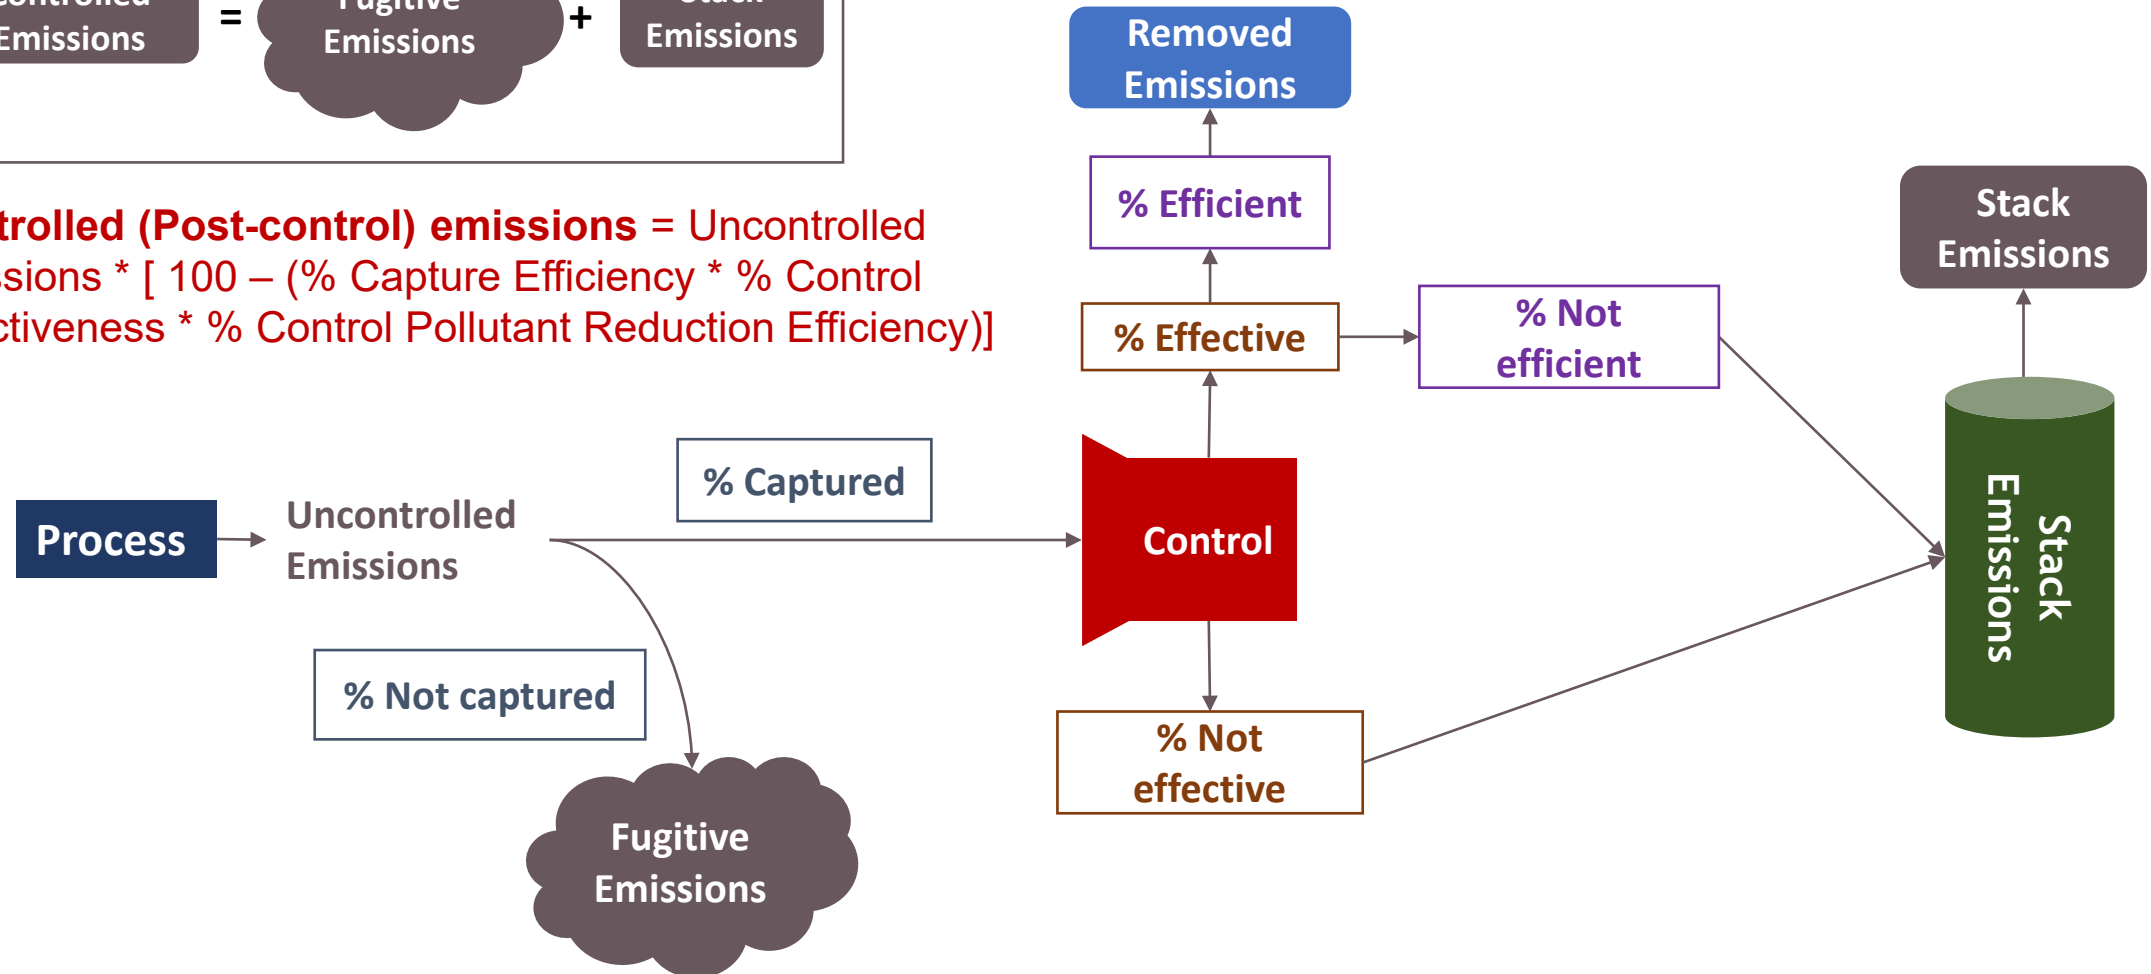 Emissions
=
Fugitive
Emissions
+
Emissions
trolled (Post-control) emissions = Uncontrolled
ssions * [ 100 – (% Capture Efficiency * % Control
ctiveness * % Control Pollutant Reduction Efficiency)]
Removed
Emissions
% Efficient
% Effective
% Not
efficient
Stack
Emissions
% Captured
Process
Uncontrolled
Emissions
Control
Stack
Emissions
% Not captured
% Not
effective
Fugitive
Emissions